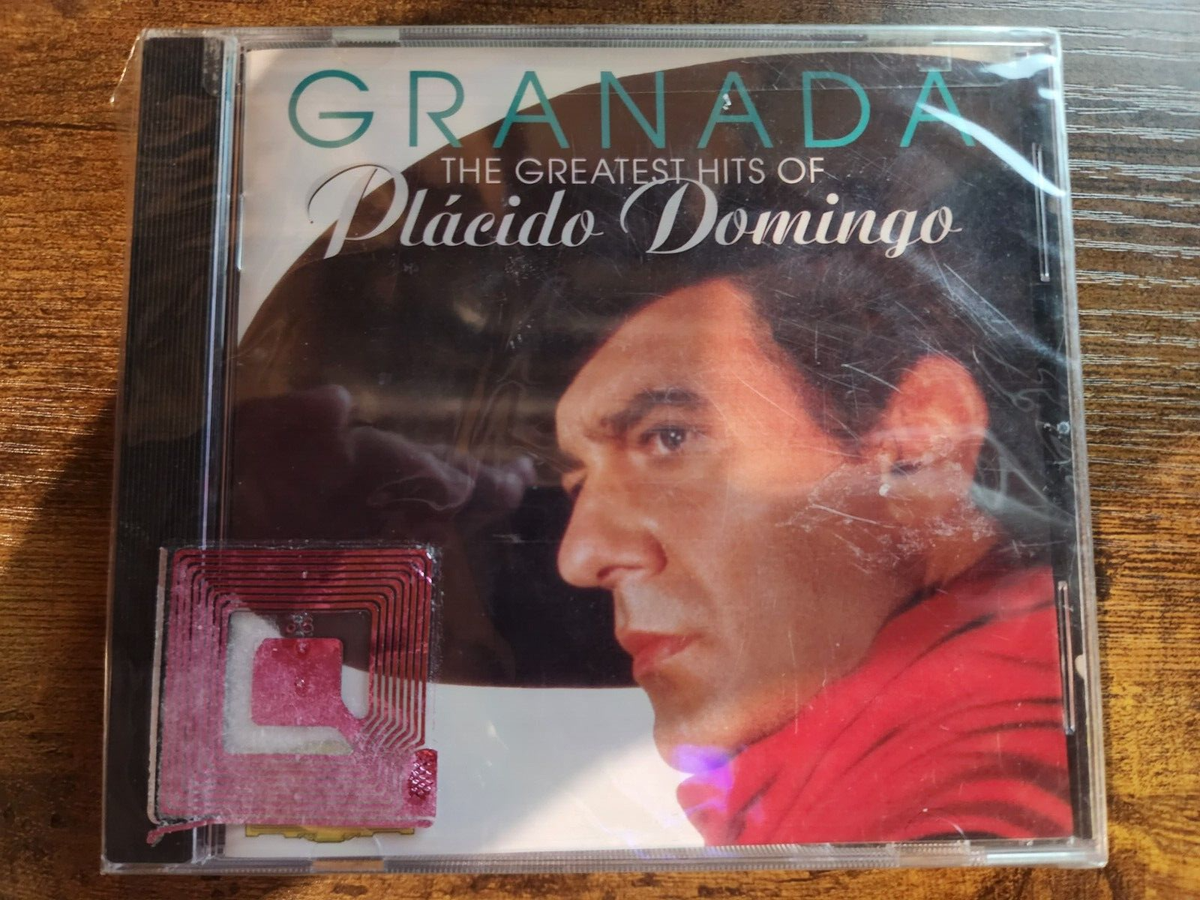 GRANADA
THE GREATEST HITS OF
Plácido Domingo